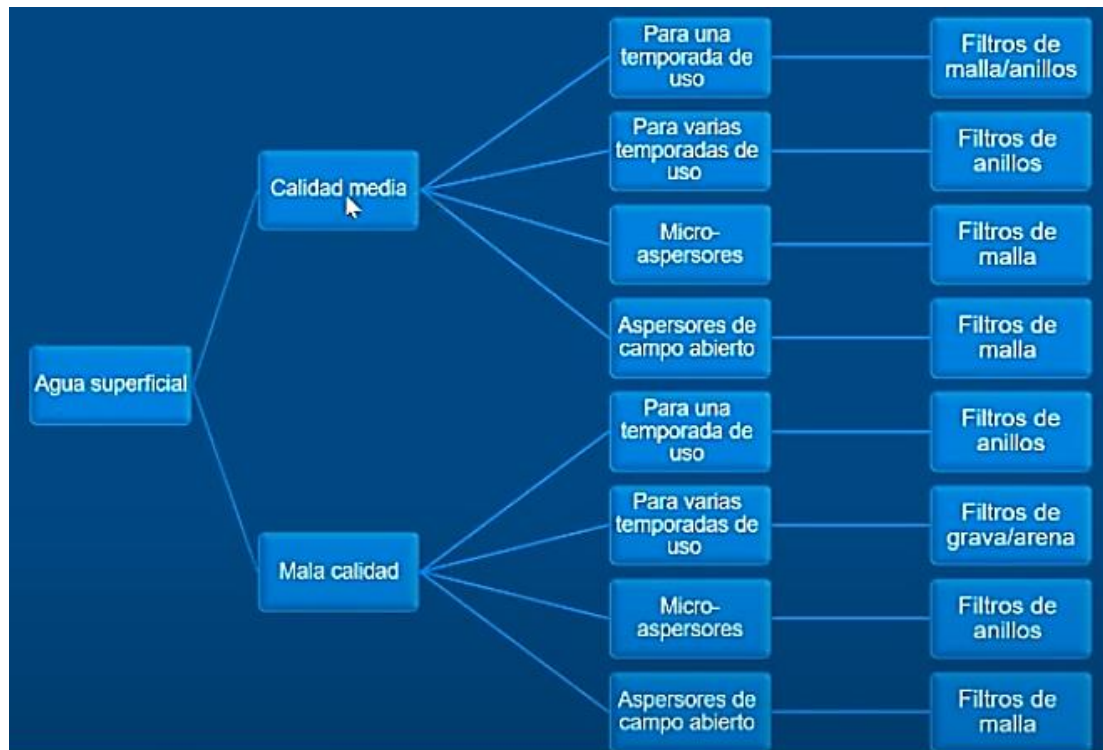 Agua superficial
Calidad media
Para una
temporada de
uso
Filtros de
malla/anillos
Para varias
temporadas de
uso
Filtros de
anillos
Micro-
aspersores
Filtros de
malla
Aspersores de
campo abierto
Filtros de
malla
Mala calidad
Para una
temporada de
uso
Filtros de
anillos
Para varias
temporadas de
uso
Filtros de
grava/arena
Micro-
aspersores
Filtros de
anillos
Aspersores de
campo abierto
Filtros de
malla